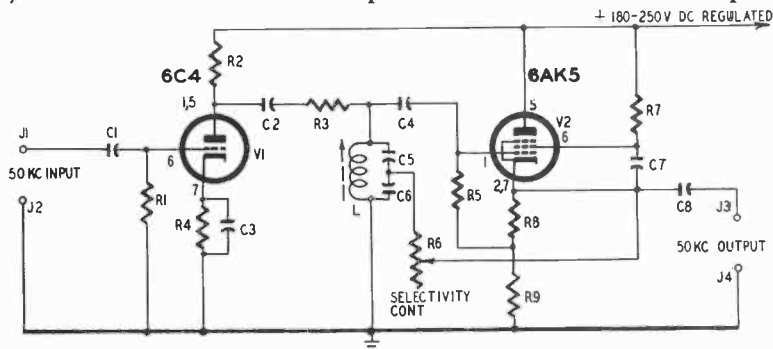 + 180-250V DC REGULATED
R2
6C4
6AK5
1,5
5
V2
6
R7
J1
C1
C2
R3
C4
6
V1
1
C7
50 KC INPUT
C5
C6
L
7
2,7
C8
J3
J2
R1
R4
C3
R5
R8
R6
50KC OUTPUT
SELECTIVITY
CONT
R9
J4